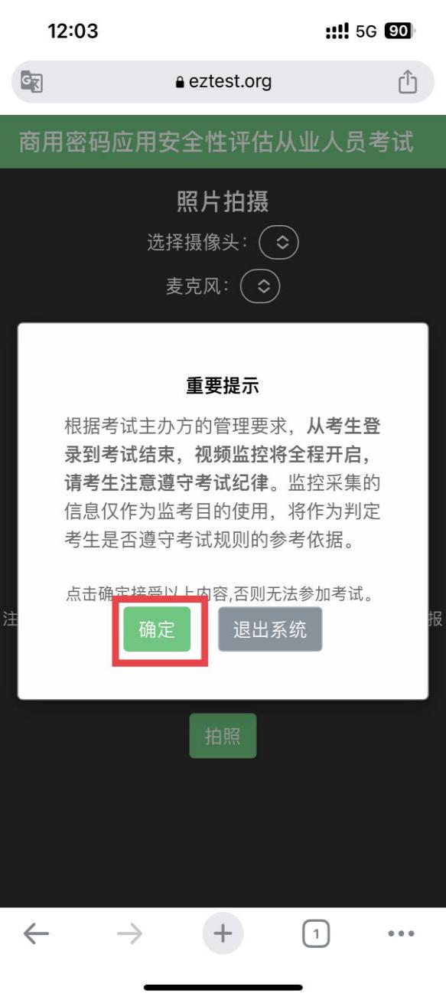 12:03
5G 90
eztest.org
商用密码应用安全性评估从业人员考试
照片拍摄
选择摄像头：
麦克风：
重要提示
根据考试主办方的管理要求，从考生登
录到考试结束，视频监控将全程开启，
请考生注意遵守考试纪律。监控采集的
信息仅作为监考目的使用，将作为判定
考生是否遵守考试规则的参考依据。
点击确定接受以上内容,否则无法参加考试。
注 报
确定 退出系统
拍照
1